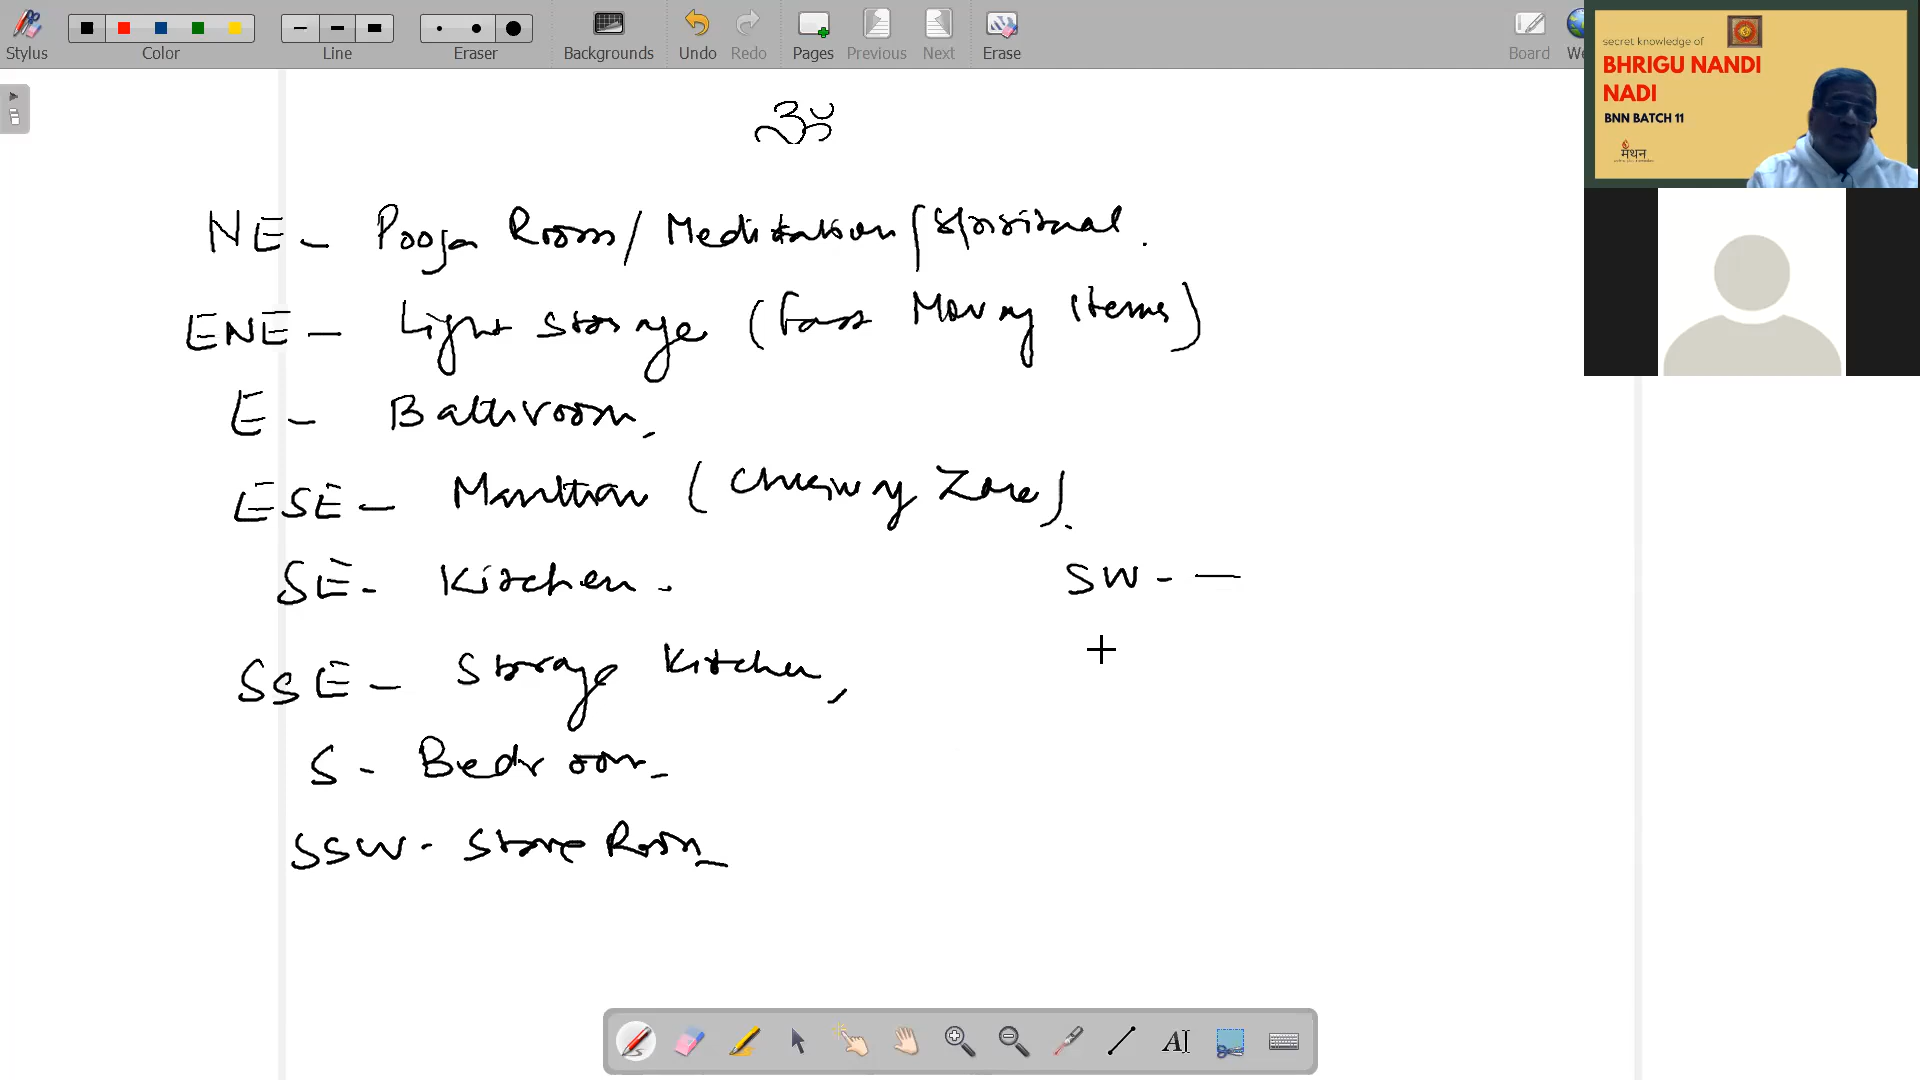 Stylus
Color
Line
Eraser
Backgrounds
Undo
Redo
Pages
Previous
Next
Erase
Board
We
secret knowledge of
BHRIGU NANDI
NADI
BNN BATCH 11
मंथन
ॐ
NE - Pooja Room / Meditation / Spiritual.
ENE - Light Storage (Fast Moving Items)
E - Bathroom.
ESE - Manthan (Churning Zone).
SE - Kitchen.
SW - —
SSE - Storage Kitchen,
S - Bedroom
SSW - Store Room